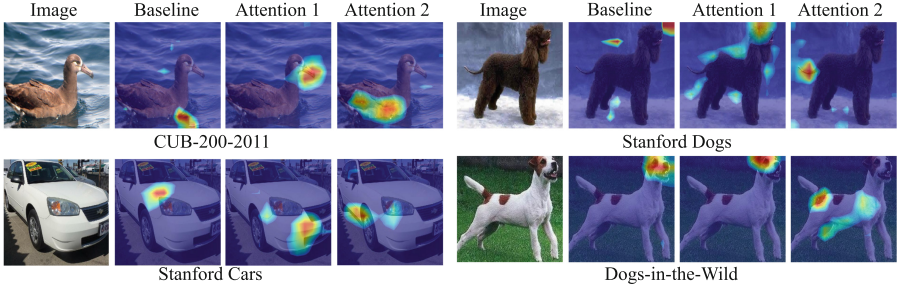 Image Baseline Attention 1 Attention 2
CUB-200-2011
Stanford Cars
Image Baseline Attention 1 Attention 2
Stanford Dogs
Dogs-in-the-Wild